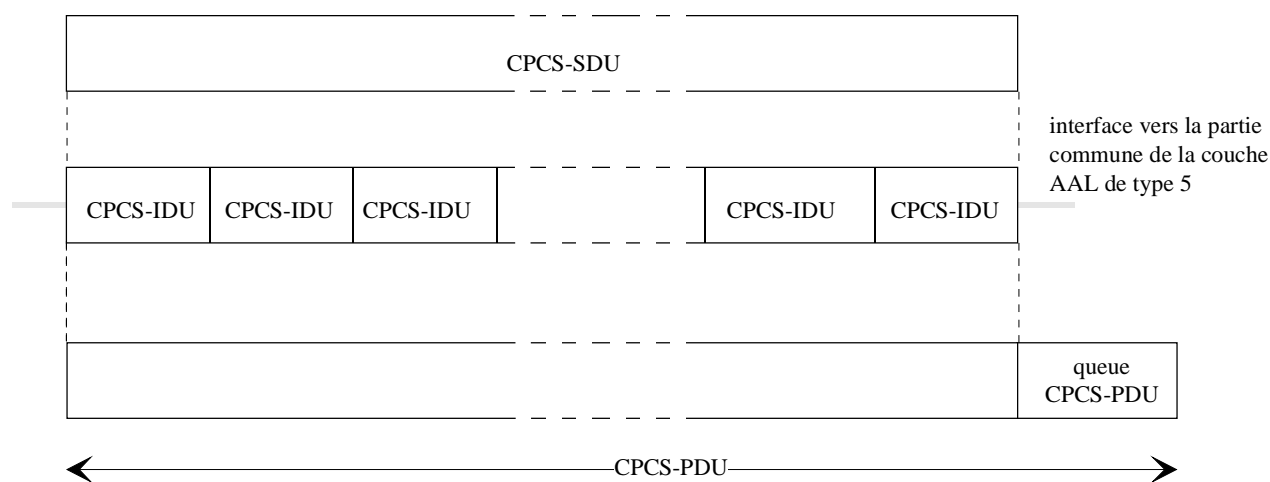 CPCS-SDU
interface vers la partie
commune de la couche
AAL de type 5
CPCS-IDU CPCS-IDU CPCS-IDU CPCS-IDU CPCS-IDU
queue
CPCS-PDU
CPCS-PDU